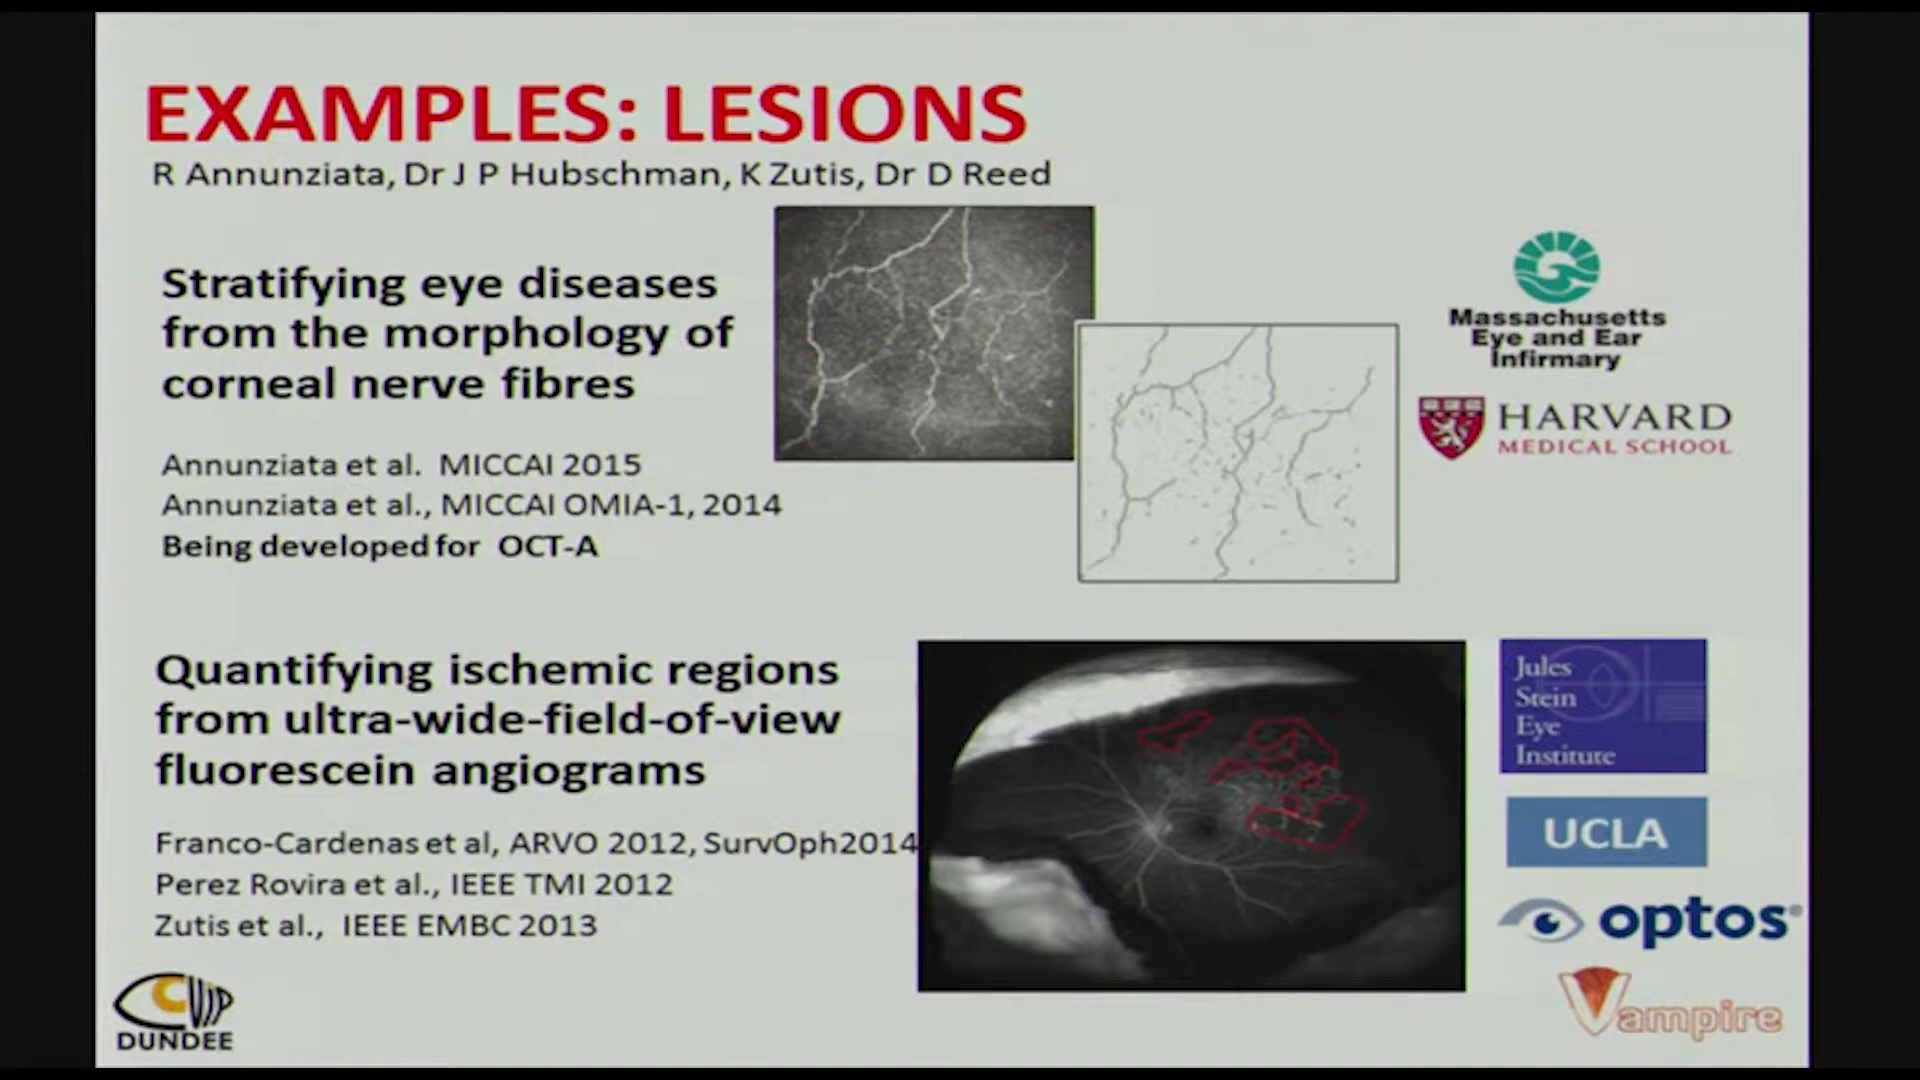 EXAMPLES: LESIONS
R Annunziata, Dr J P Hubschman, K Zutis, Dr D Reed
Stratifying eye diseases
from the morphology of
corneal nerve fibres
Annunziata et al. MICCAI 2015
Annunziata et al., MICCAI OMIA-1, 2014
Being developed for OCT-A
Massachusetts
Eye and Ear
Infirmary
HARVARD
MEDICAL SCHOOL
Quantifying ischemic regions
from ultra-wide-field-of-view
fluorescein angiograms
Franco-Cardenas et al, ARVO 2012, SurvOph2014
Perez Rovira et al., IEEE TMI 2012
Zutis et al., IEEE EMBC 2013
Jules
Stein
Eye
Institute
UCLA
optos®
Vampire
CVIP
DUNDEE